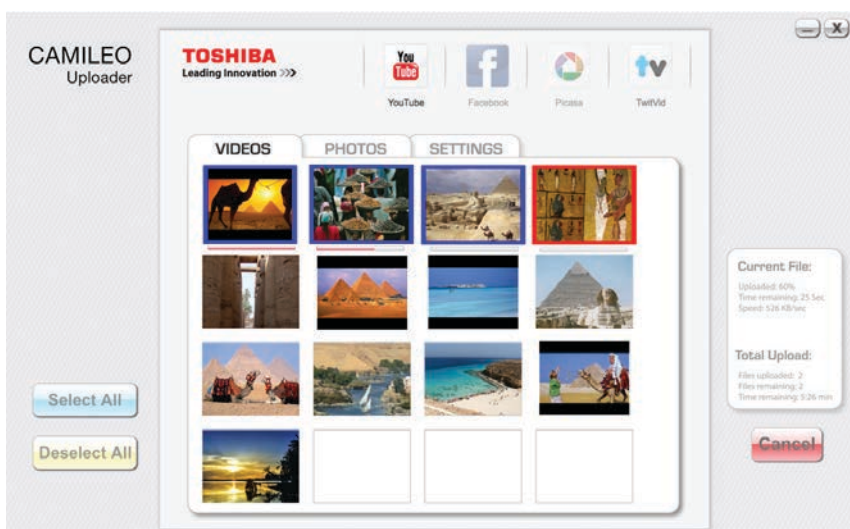 CAMILEO
Uploader
TOSHIBA
Leading Innovation >>>
You
Tube
YouTube
Facebook
Picasa
TwitVid
VIDEOS
PHOTOS
SETTINGS
Current File:
Uploaded: 60%
Time remaining: 25 Sec
Speed: 526 KB/sec
Total Upload:
Files uploaded: 2
Files remaining: 2
Time remaining: 5:26 min
Select All
Deselect All
Cancel